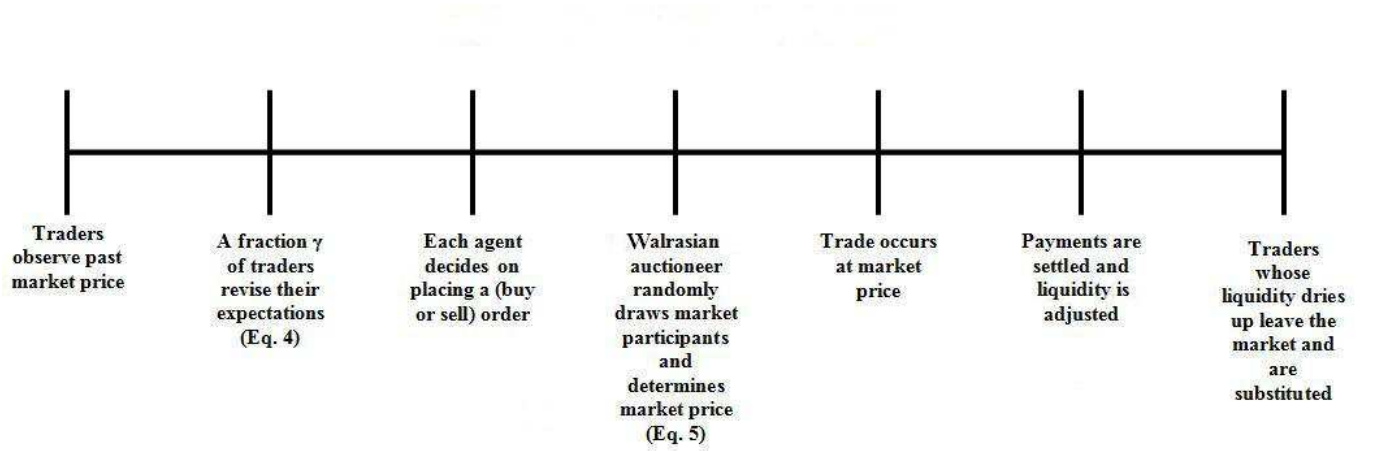 Traders
observe past
market price
A fraction γ
of traders
revise their
expectations
(Eq. 4)
Each agent
decides on
placing a (buy
or sell) order
Walrasian
auctioneer
randomly
draws market
participants
and
determines
market price
(Eq. 5)
Trade occurs
at market
price
Payments are
settled and
liquidity is
adjusted
Traders
whose
liquidity dries
up leave the
market and
are
substituted